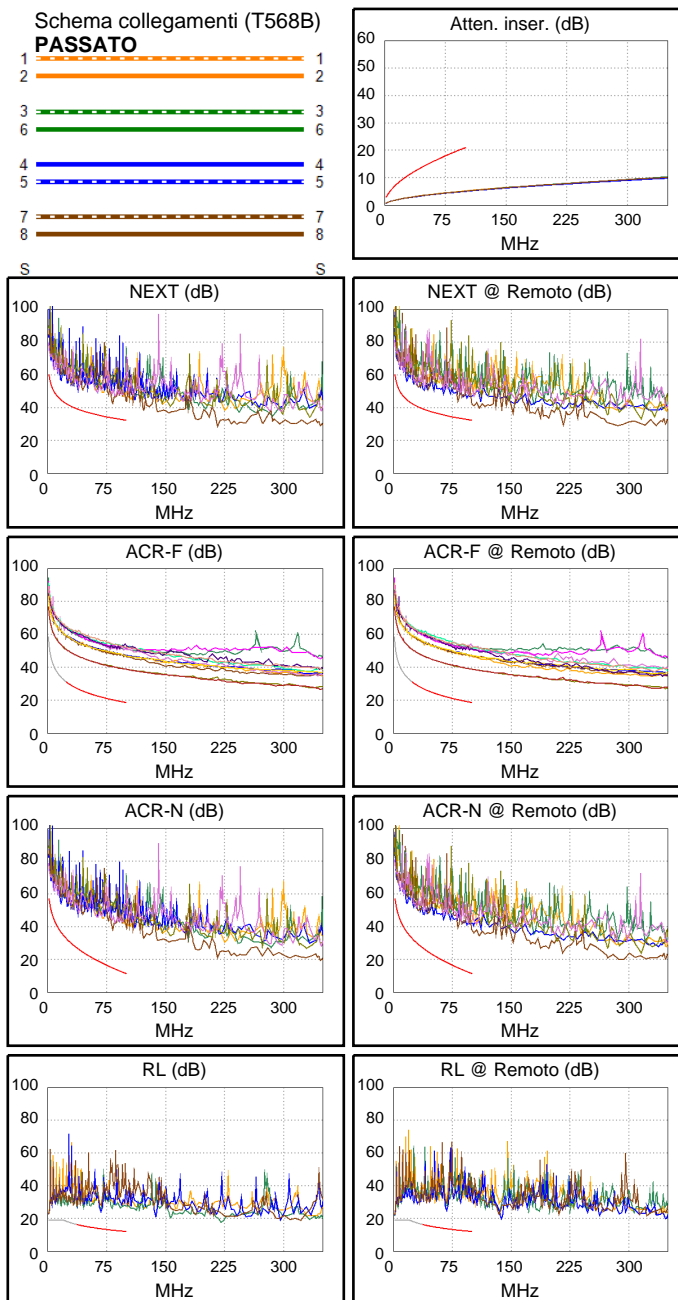 Schema collegamenti (T568B)
PASSATO
1 1
2 2
3 3
6 6
4 4
5 5
7 7
8 8
S S
Atten. inser. (dB)
60
50
40
30
20
10
0
0 75 150 225 300
MHz
NEXT (dB)
100
80
60
40
20
0
0 75 150 225 300
MHz
NEXT @ Remoto (dB)
100
80
60
40
20
0
0 75 150 225 300
MHz
ACR-F (dB)
100
80
60
40
20
0
0 75 150 225 300
MHz
ACR-F @ Remoto (dB)
100
80
60
40
20
0
0 75 150 225 300
MHz
ACR-N (dB)
100
80
60
40
20
0
0 75 150 225 300
MHz
ACR-N @ Remoto (dB)
100
80
60
40
20
0
0 75 150 225 300
MHz
RL (dB)
100
80
60
40
20
0
0 75 150 225 300
MHz
RL @ Remoto (dB)
100
80
60
40
20
0
0 75 150 225 300
MHz